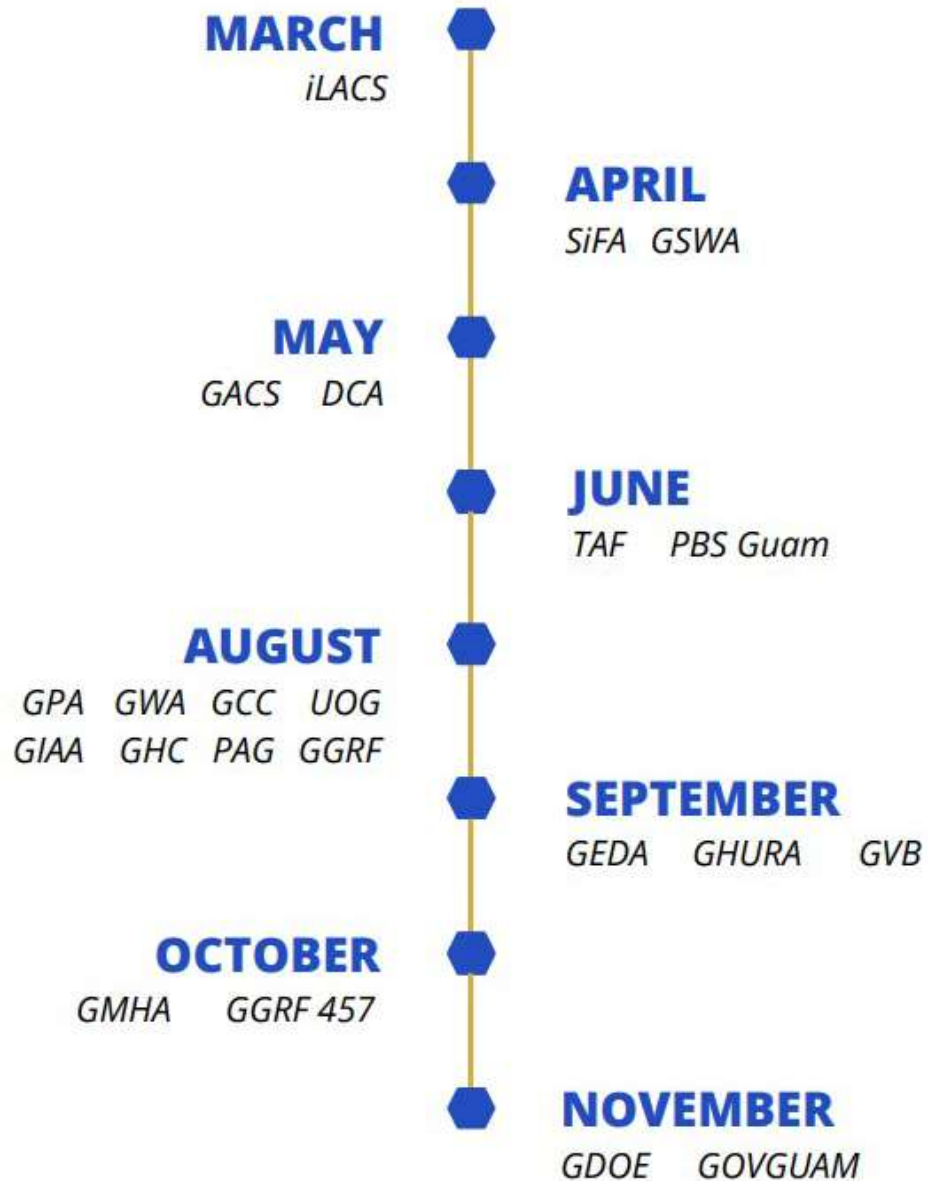 MARCH
iLACS
APRIL
SiFA GSWA
MAY
GACS DCA
JUNE
TAF PBS Guam
AUGUST
GPA GWA GCC UOG
GIAA GHC PAG GGRF
SEPTEMBER
GEDA GHURA GVB
OCTOBER
GMHA GGRF 457
NOVEMBER
GDOE GOVGUAM